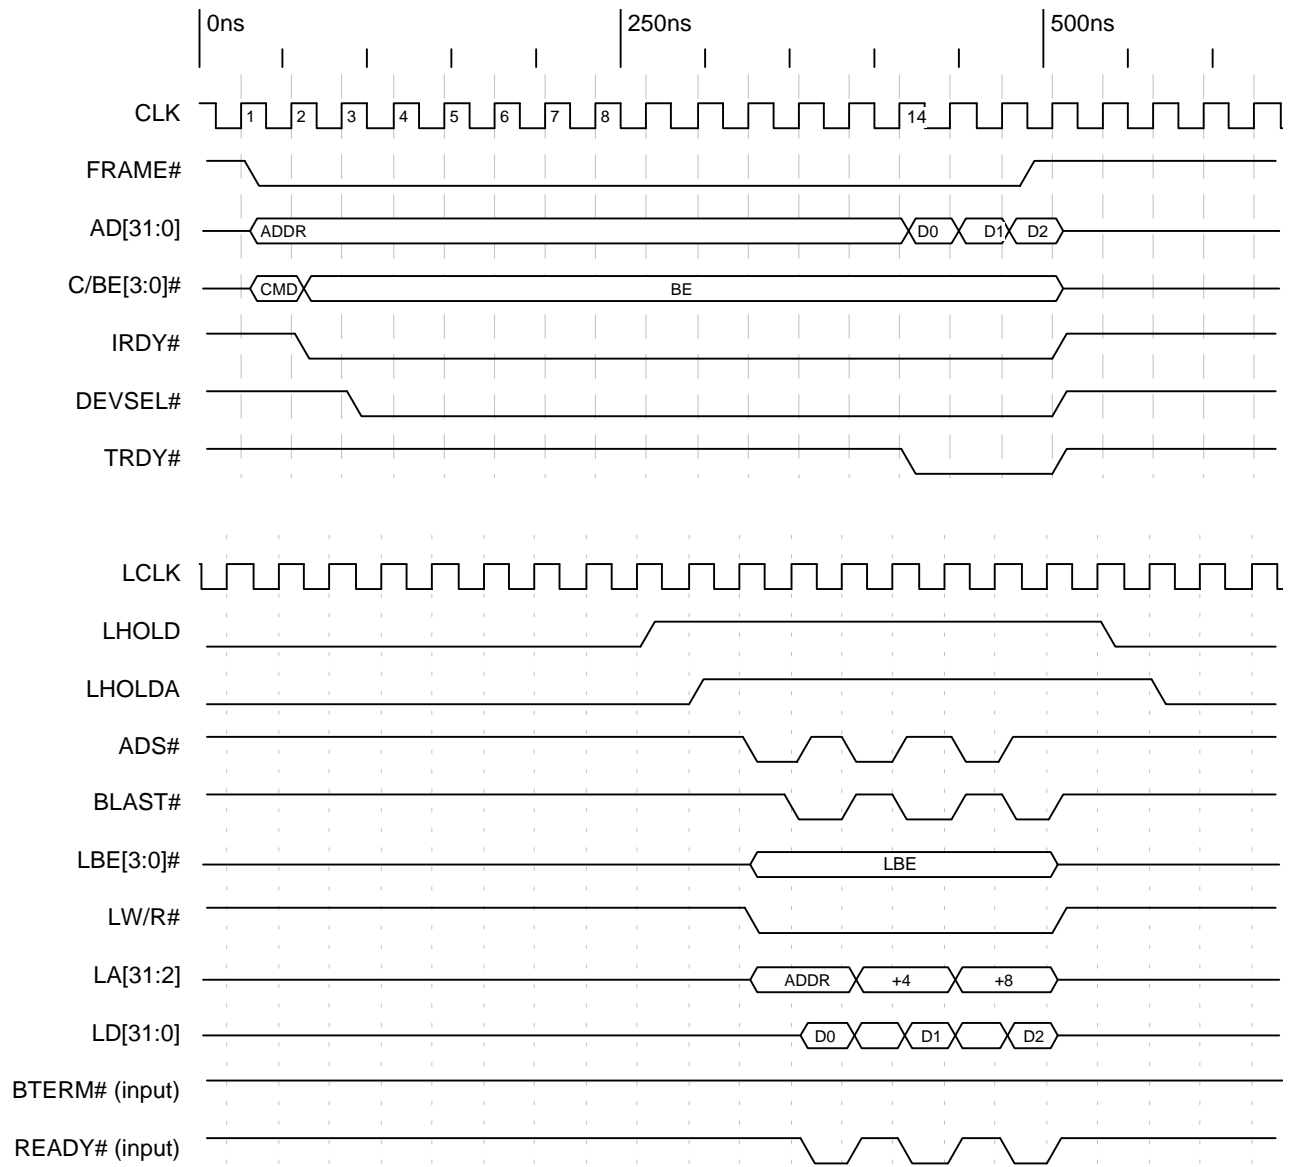 0ns 250ns 500ns
CLK 1 2 3 4 5 6 7 8 14
FRAME#
AD[31:0] ADDR D0 D1 D2
C/BE[3:0]# CMD BE
IRDY#
DEVSEL#
TRDY#
LCLK
LHOLD
LHOLDA
ADS#
BLAST#
LBE[3:0]# LBE
LW/R#
LA[31:2] ADDR +4 +8
LD[31:0] D0 D1 D2
BTERM# (input)
READY# (input)